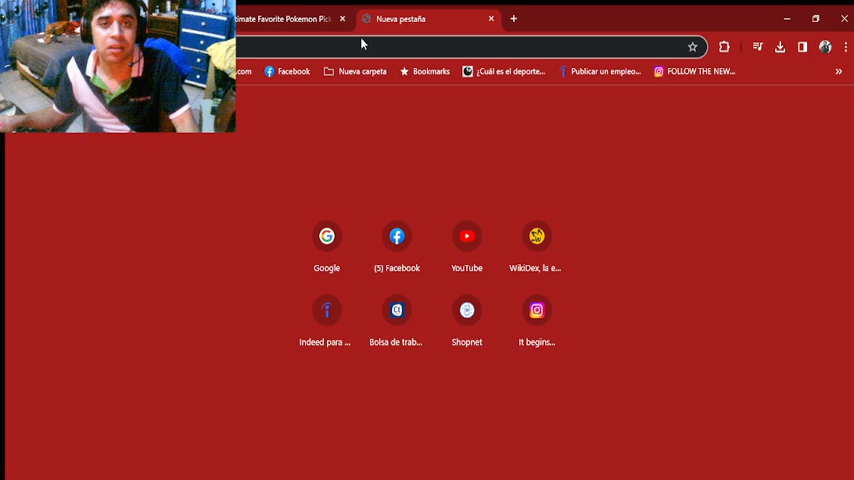 timate Favorite Pokemon Pick
Nueva pestaña
.com
Facebook
Nueva carpeta
Bookmarks
¿Cuál es el deporte...
Publicar un empleo...
FOLLOW THE NEW...
Google
(5) Facebook
YouTube
WikiDex, la e...
Indeed para ...
Bolsa de trab...
Shopnet
It begins...